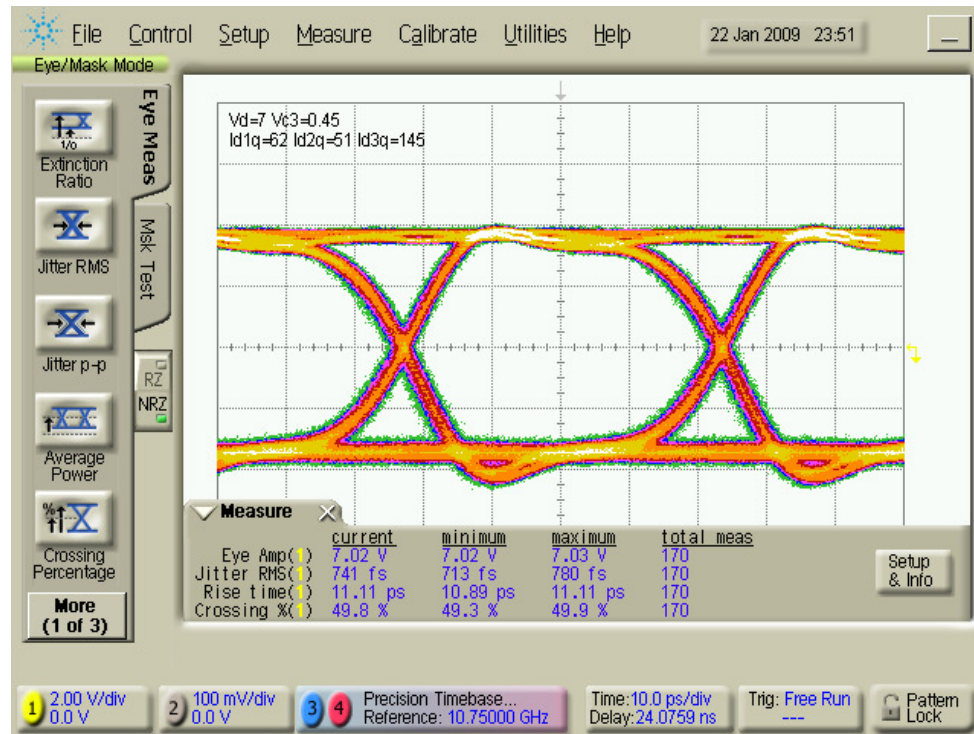 File Control Setup Measure Calibrate Utilities Help 22 Jan 2009 23:51
Eye/Mask Mode
Eye Meas
Msk Test
1/0
Extinction
Ratio
Jitter RMS
Jitter p-p
Average
Power
%
Crossing
Percentage
More
(1 of 3)
RZ
NRZ
Vd=7 Vc3=0.45
Id1q=62 Id2q=51 Id3q=145
Measure
current minimum maximum total meas
Eye Amp(1) 7.02 V 7.02 V 7.03 V 170
Jitter RMS(1) 741 fs 713 fs 780 fs 170
Rise time(1) 11.11 ps 10.89 ps 11.11 ps 170
Crossing %(1) 49.8 % 49.3 % 49.9 % 170
Setup
& Info
1 2.00 V/div
0.0 V
2 100 mV/div
0.0 V
3 4 Precision Timebase...
Reference: 10.75000 GHz
Time:10.0 ps/div
Delay:24.0759 ns
Trig: Free Run
---
Pattern
Lock